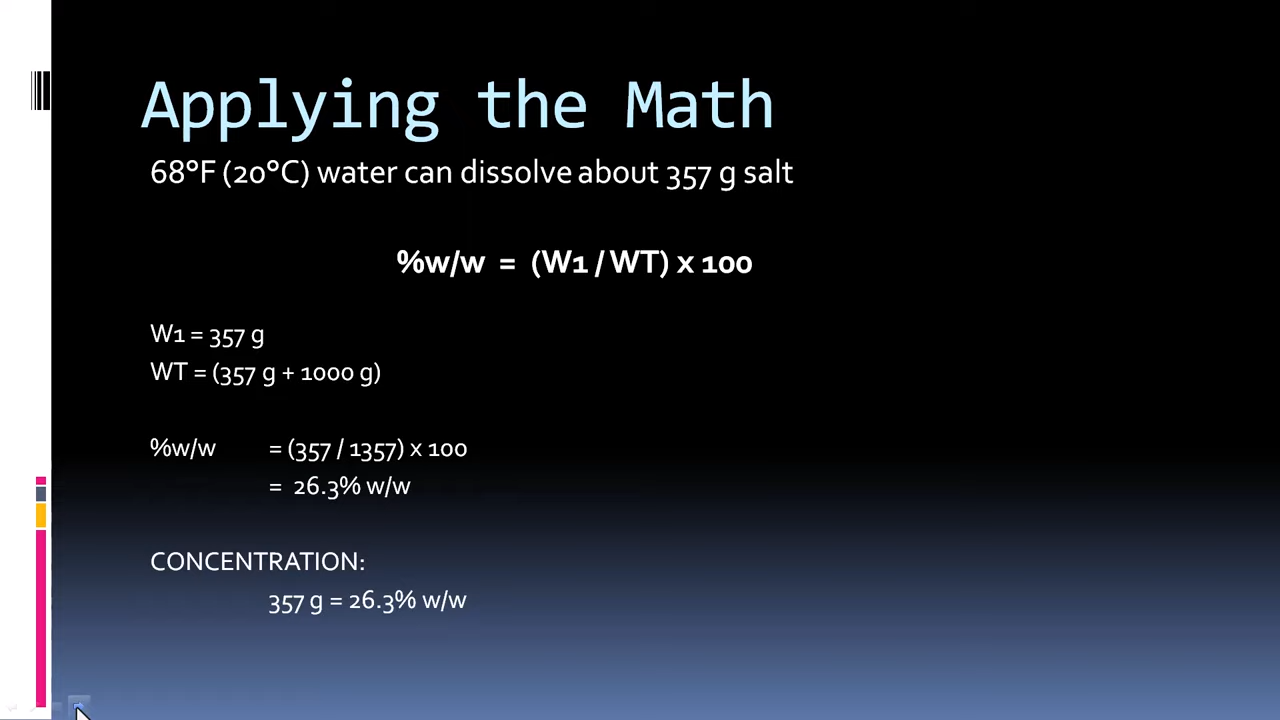 Applying the Math
68°F (20°C) water can dissolve about 357 g salt
%w/w = (W1 / WT) x 100
W1 = 357 g
WT = (357 g + 1000 g)
%w/w = (357 / 1357) x 100
= 26.3% w/w
CONCENTRATION:
357 g = 26.3% w/w